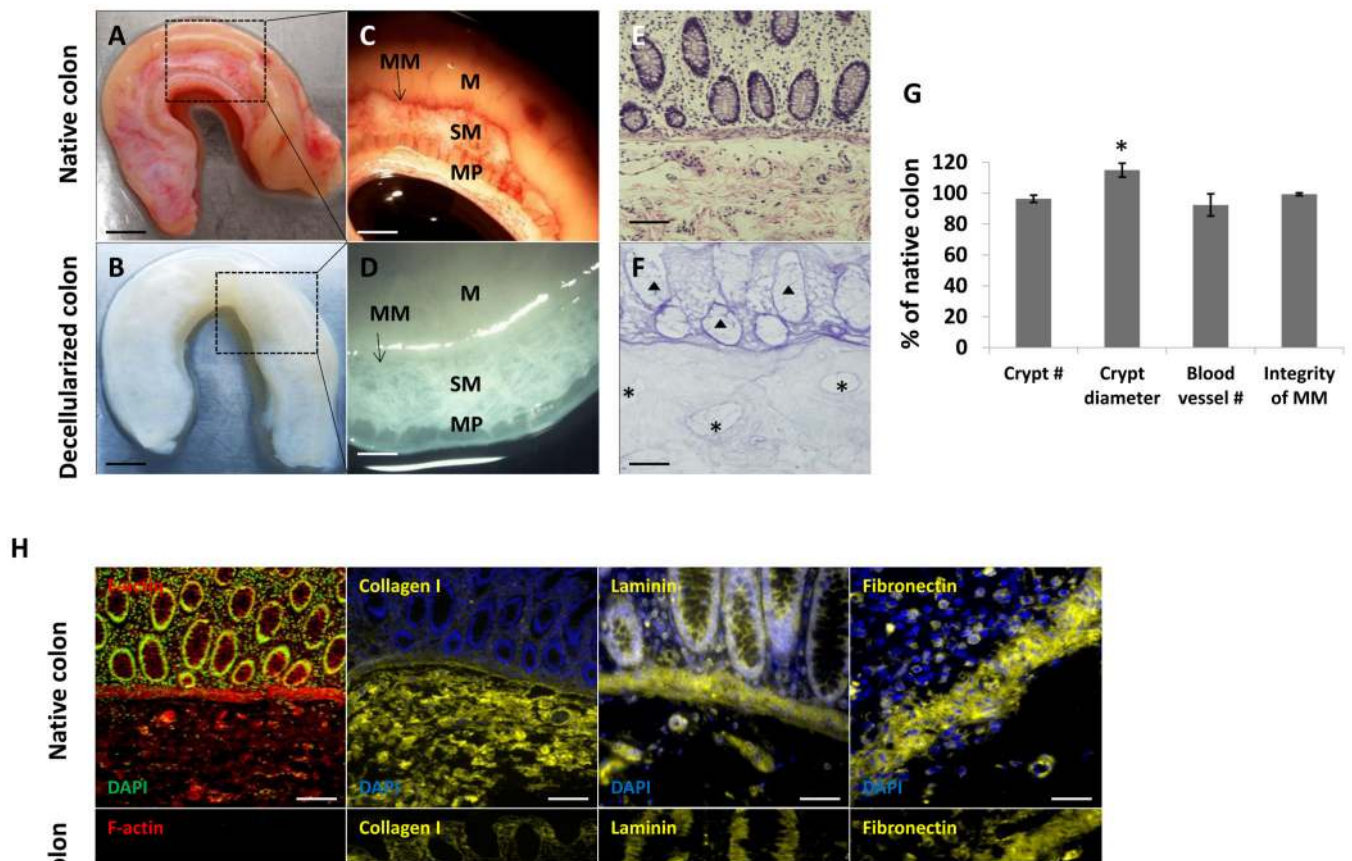 Native colon
A
C
MM
M
SM
MP
E
Decellularized colon
B
D
M
MM
SM
MP
F
*
*
*
G
% of native colon
120
100
80
60
40
20
0
*
Crypt #
Crypt diameter
Blood vessel #
Integrity of MM
H
Native colon
F-actin
DAPI
Collagen I
DAPI
Laminin
DAPI
Fibronectin
DAPI
F-actin
Collagen I
Laminin
Fibronectin